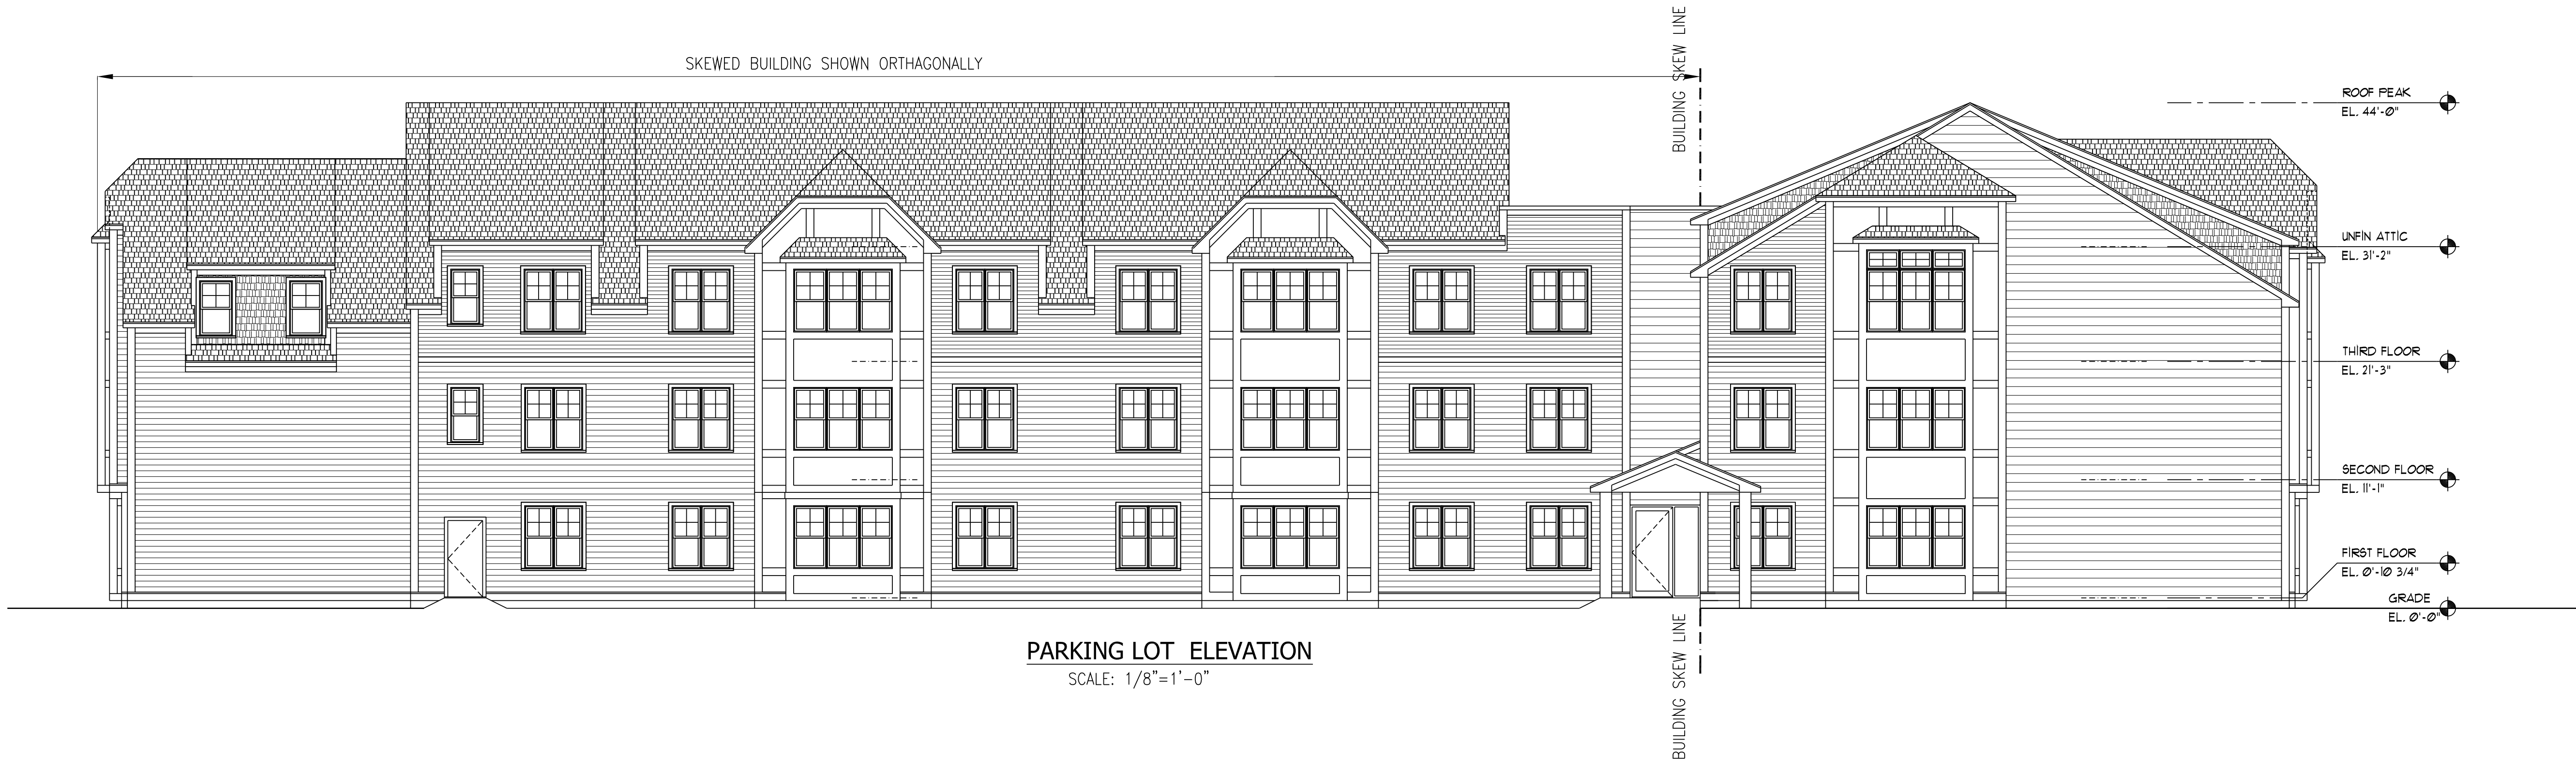 SKEWED BUILDING SHOWN ORTHAGONALLY
BUILDING SKEW LINE
ROOF PEAK
EL. 44'-0"
UNFIN ATTIC
EL. 31'-2"
THIRD FLOOR
EL. 21'-3"
SECOND FLOOR
EL. 11'-1"
FIRST FLOOR
EL. 0'-10 3/4"
GRADE
EL. 0'-0"
BUILDING SKEW LINE
PARKING LOT ELEVATION
SCALE: 1/8"=1'-0"